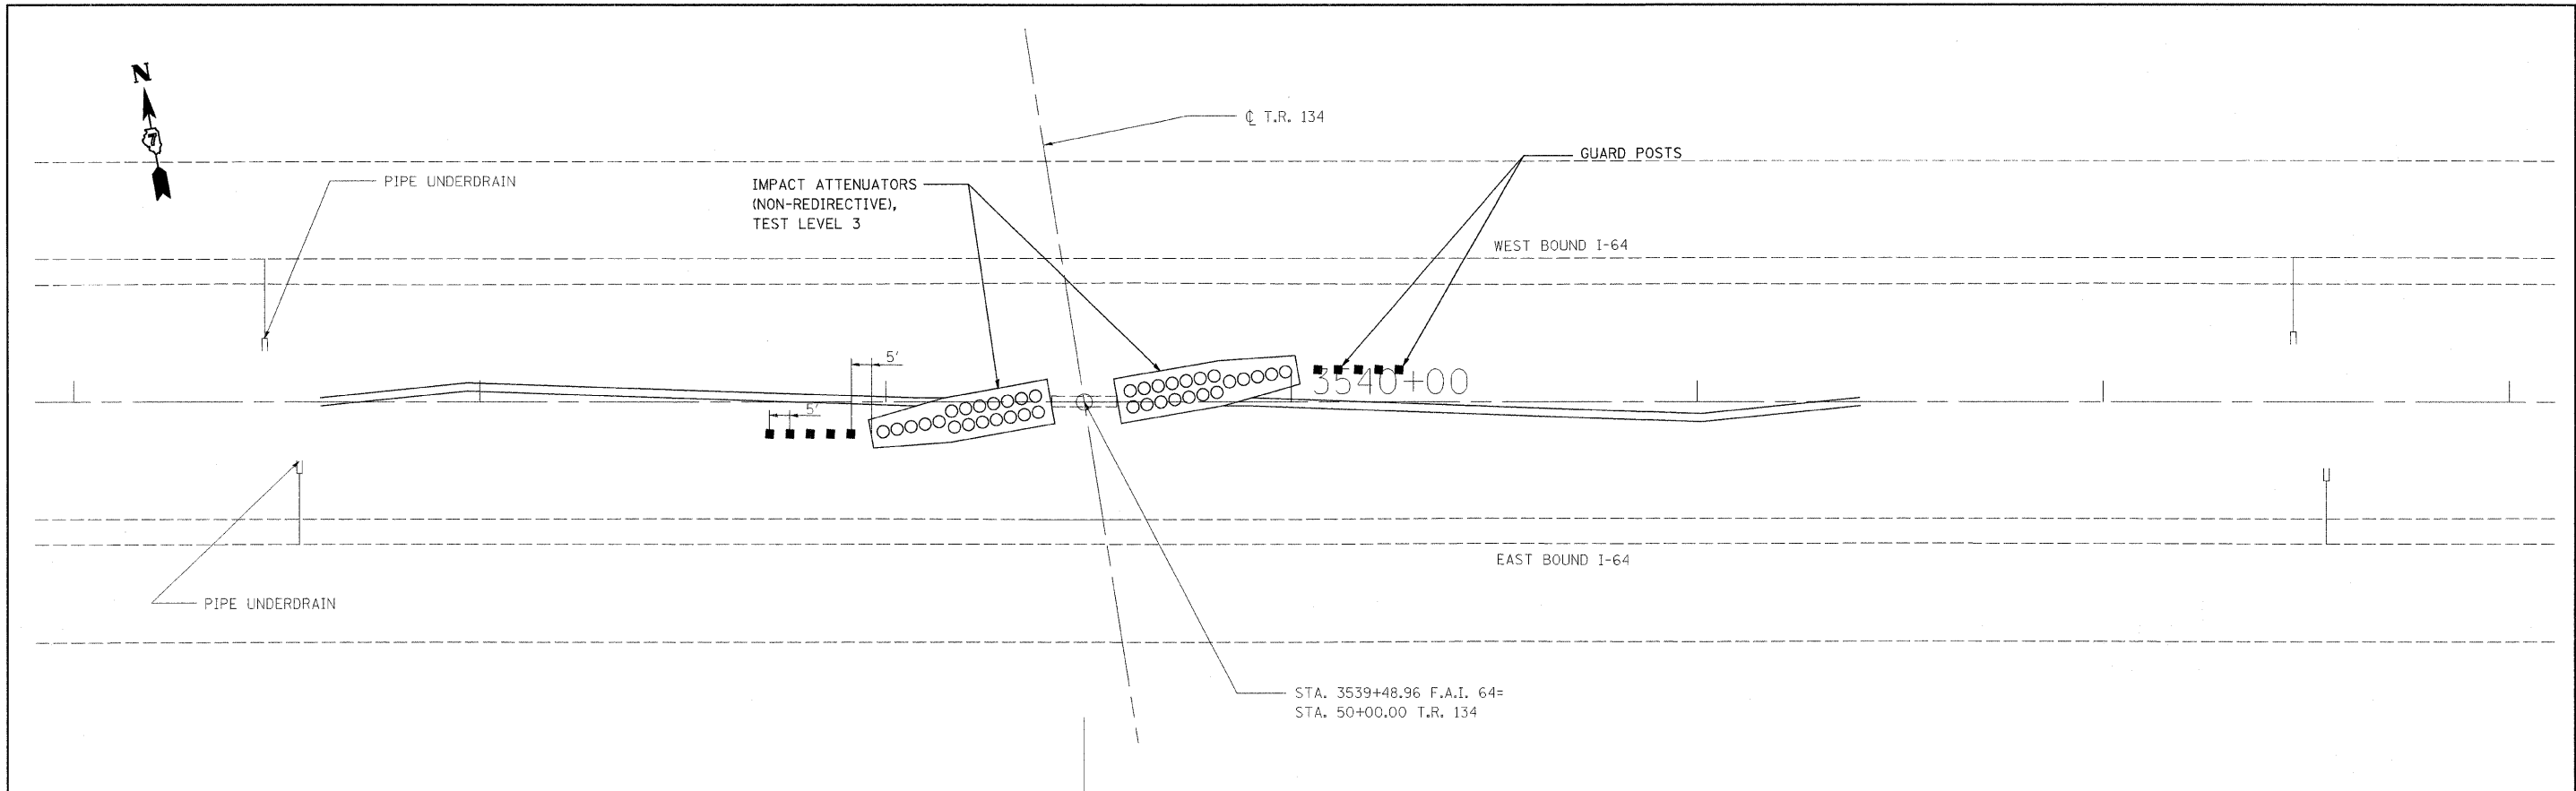 N
7
℄ T.R. 134
GUARD POSTS
PIPE UNDERDRAIN
IMPACT ATTENUATORS
(NON-REDIRECTIVE),
TEST LEVEL 3
WEST BOUND I-64
5'
3540+00
5'
EAST BOUND I-64
PIPE UNDERDRAIN
STA. 3539+48.96 F.A.I. 64=
STA. 50+00.00 T.R. 134